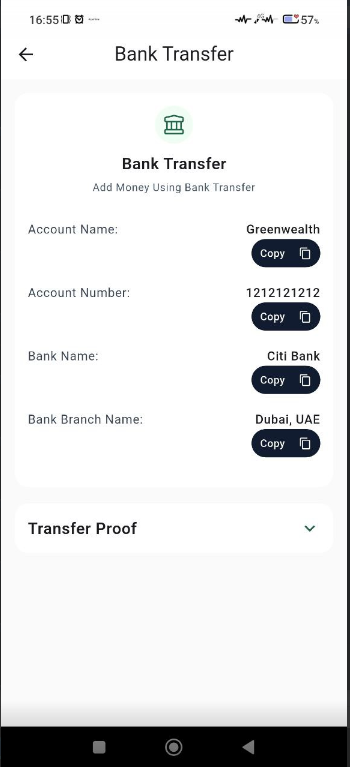 16:55
57%
Bank Transfer
Bank Transfer
Add Money Using Bank Transfer
Account Name: Greenwealth
Copy
Account Number: 1212121212
Copy
Bank Name: Citi Bank
Copy
Bank Branch Name: Dubai, UAE
Copy
Transfer Proof